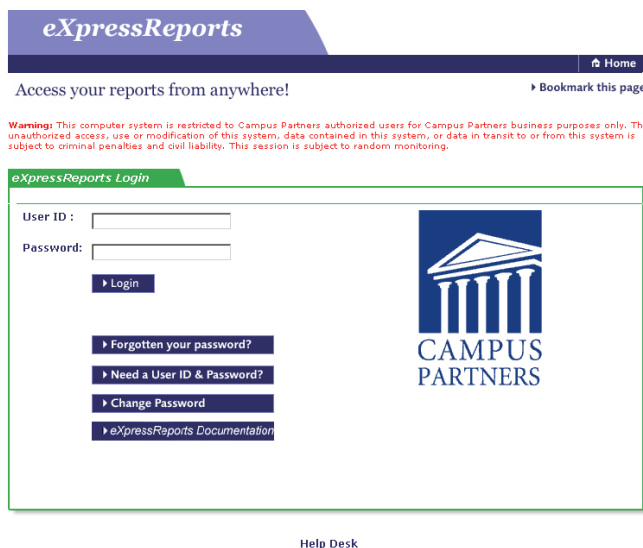 eXpressReports
Home
Access your reports from anywhere!
Bookmark this page
Warning: This computer system is restricted to Campus Partners authorized users for Campus Partners business purposes only. Th
unauthorized access, use or modification of this system, data contained in this system, or data in transit to or from this system is
subject to criminal penalties and civil liability. This session is subject to random monitoring.
eXpressReports Login
User ID :
Password:
Login
Forgotten your password?
Need a User ID & Password?
Change Password
eXpressReports Documentation
CAMPUS
PARTNERS
Help Desk